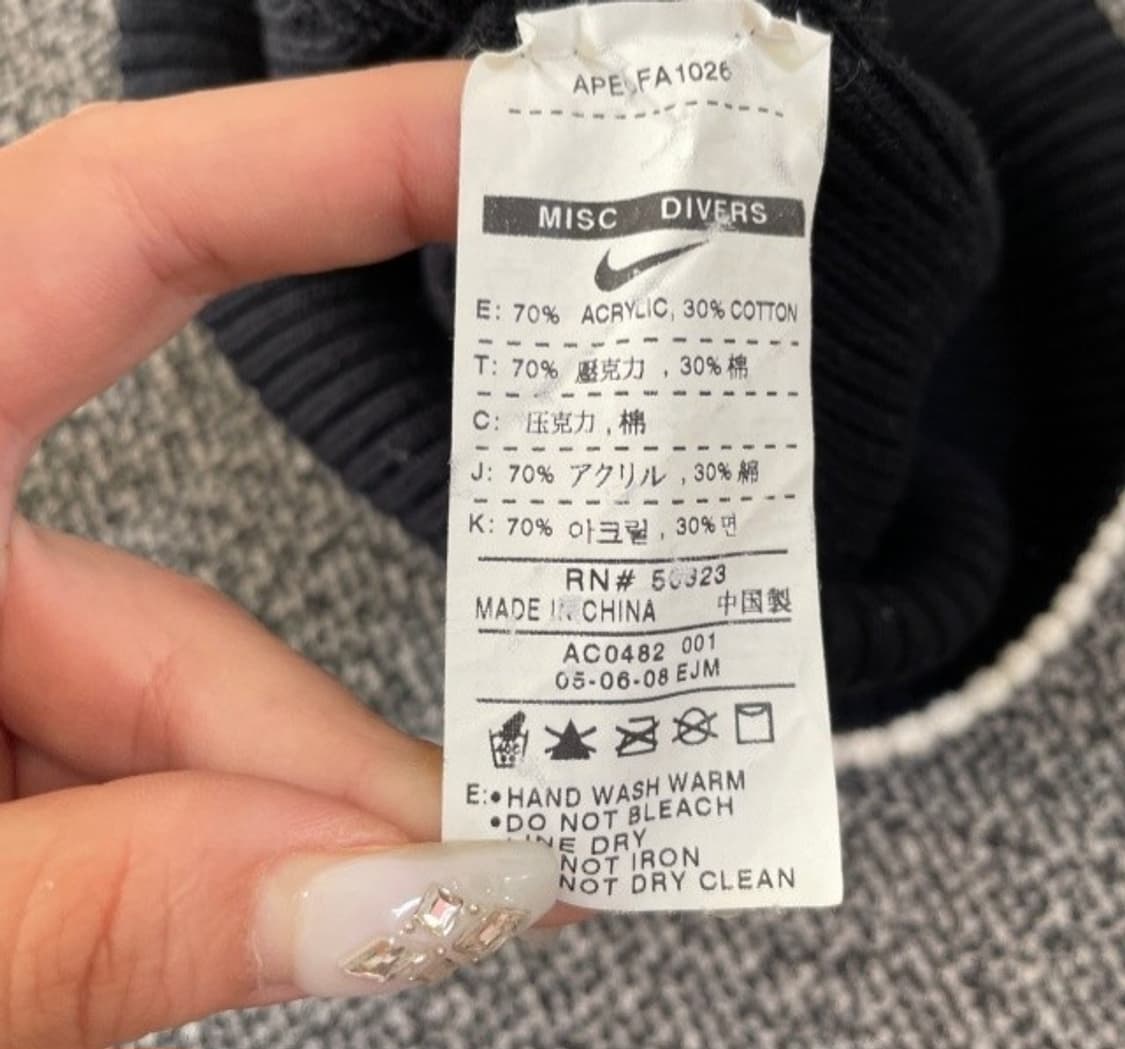 APE FA1026
MISC DIVERS
E: 70% ACRYLIC, 30% COTTON
T: 70% 壓克力 , 30% 棉
C: 压克力 , 棉
J: 70% アクリル , 30% 綿
K: 70% 아크릴 , 30% 면
RN#
MADE IN CHINA 中国製
AC0482 001
05-06-08 EJM
40C
E: • HAND WASH WARM
• DO NOT BLEACH
LINE DRY
NOT IRON
NOT DRY CLEAN